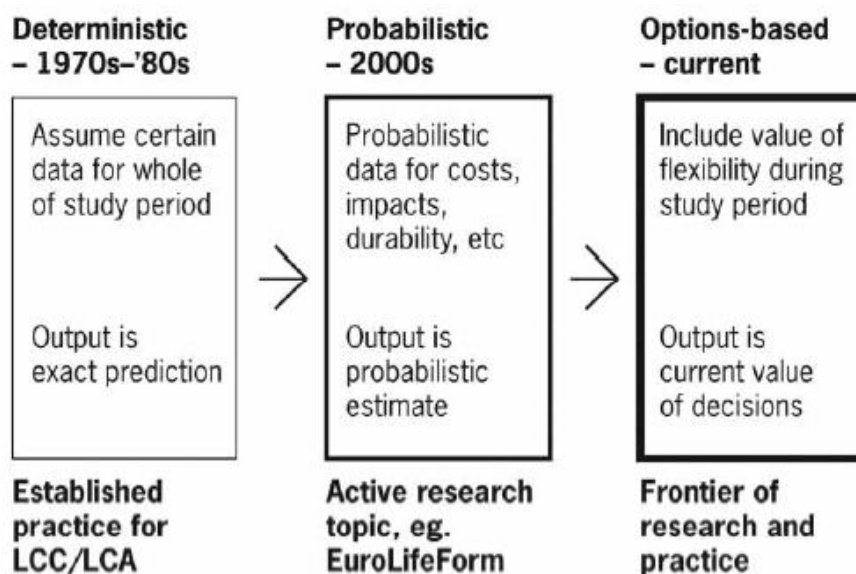 Deterministic
– 1970s–'80s
Assume certain
data for whole
of study period
Output is
exact prediction
Established
practice for
LCC/LCA
Probabilistic
– 2000s
Probabilistic
data for costs,
impacts,
durability, etc
Output is
probabilistic
estimate
Active research
topic, eg.
EuroLifeForm
Options-based
– current
Include value of
flexibility during
study period
Output is
current value
of decisions
Frontier of
research and
practice